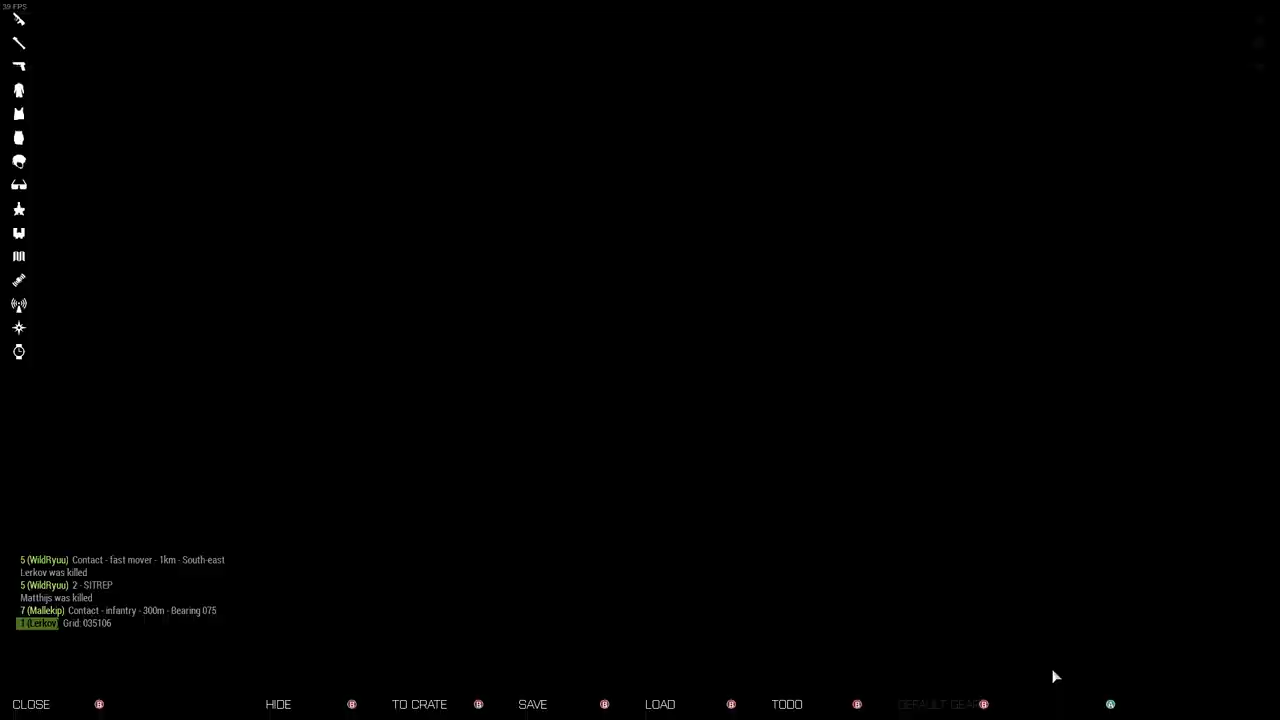 39 FPS
5 (WildRyuu) Contact - fast mover - 1km - South-east
Lerkov was killed
5 (WildRyuu) 2 - SITREP
Matthijs was killed
7 (Mallekip) Contact - infantry - 300m - Bearing 075
1 (Lerkov) Grid: 035106
CLOSE B HIDE B TO CRATE B SAVE B LOAD B TODO B DEFAULT GEAR B A